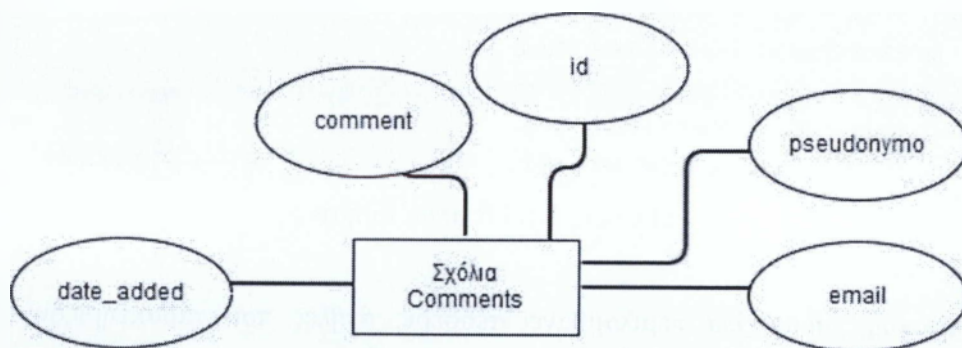 id
comment
pseudonymo
Σχόλια
Comments
date_added
email